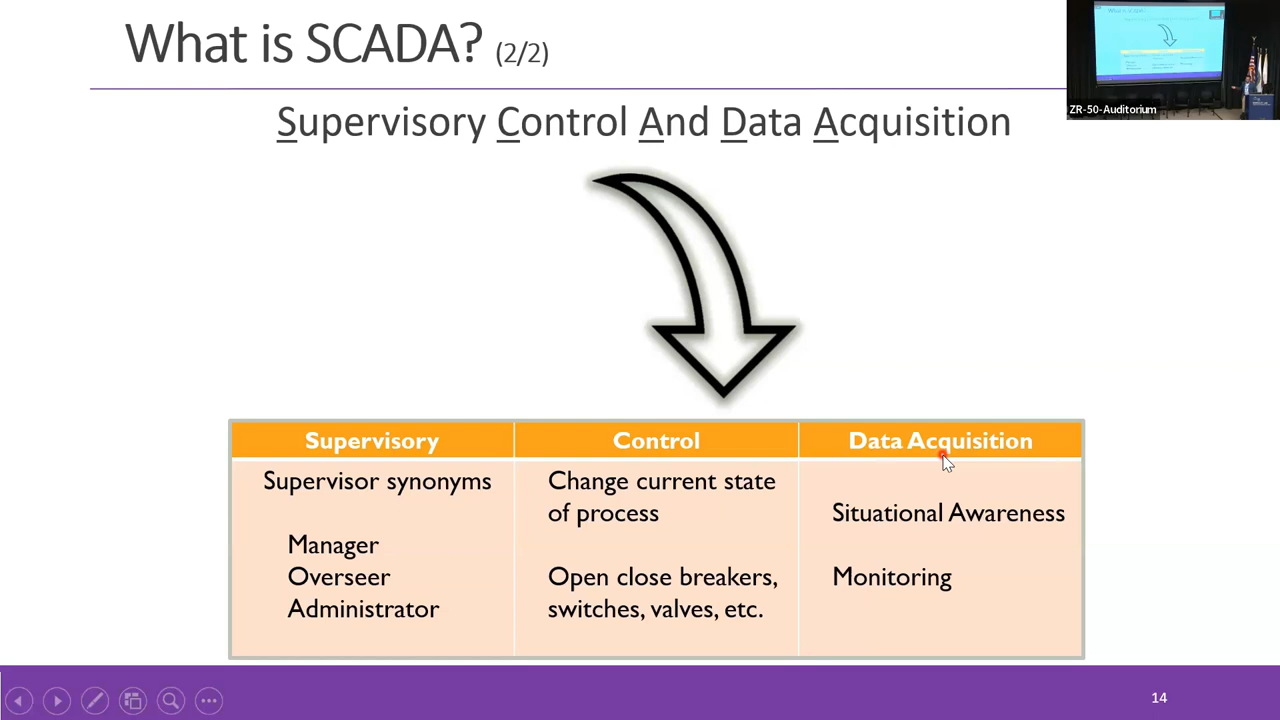 What is SCADA? (2/2)
ZR-50-Auditorium
Supervisory Control And Data Acquisition
Supervisory
Control
Data Acquisition
Supervisor synonyms
Manager
Overseer
Administrator
Change current state
of process
Open close breakers,
switches, valves, etc.
Situational Awareness
Monitoring
14